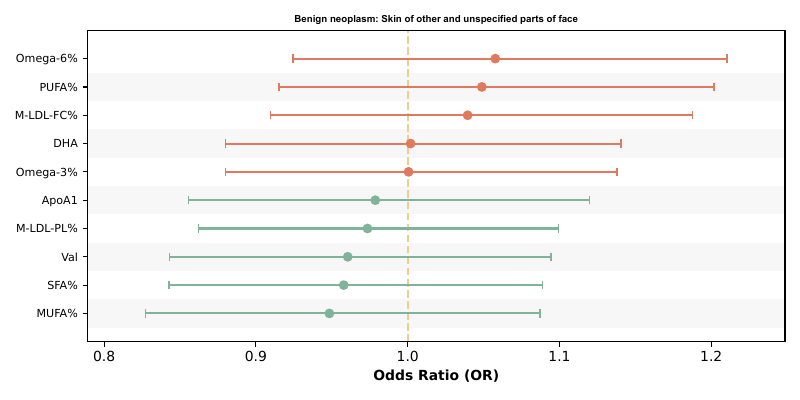 Benign neoplasm: Skin of other and unspecified parts of face
Omega-6%
PUFA%
M-LDL-FC%
DHA
Omega-3%
ApoA1
M-LDL-PL%
Val
SFA%
MUFA%
0.8 0.9 1.0 1.1 1.2
Odds Ratio (OR)